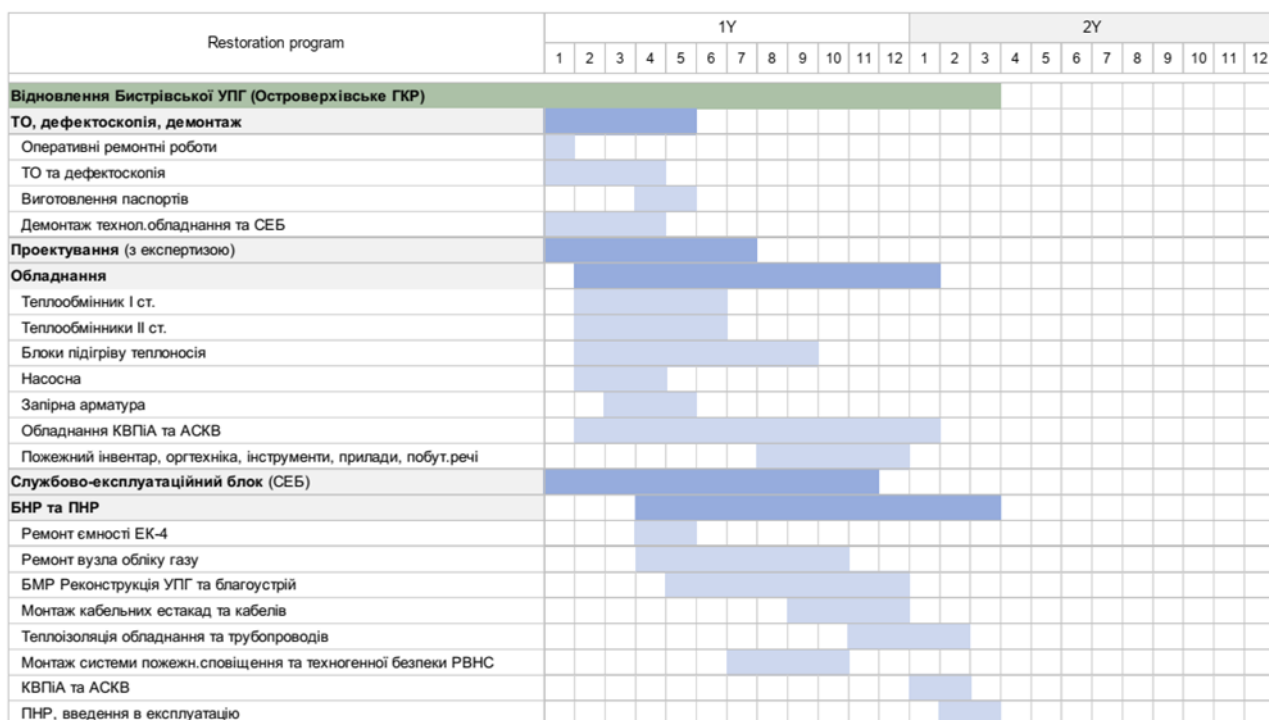 Restoration program
1Y 2Y
1 2 3 4 5 6 7 8 9 10 11 12 1 2 3 4 5 6 7 8 9 10 11 12
Відновлення Бистрівської УПГ (Островерхівське ГКР)
ТО, дефектоскопія, демонтаж
Оперативні ремонтні роботи
ТО та дефектоскопія
Виготовлення паспортів
Демонтаж технол.обладнання та СЕБ
Проектування (з експертизою)
Обладнання
Теплообмінник І ст.
Теплообмінники ІІ ст.
Блоки підігріву теплоносія
Насосна
Запірна арматура
Обладнання КВПіА та АСКВ
Пожежний інвентар, оргтехніка, інструменти, прилади, побут.речі
Службово-експлуатаційний блок (СЕБ)
БНР та ПНР
Ремонт ємності ЕК-4
Ремонт вузла обліку газу
БМР Реконструкція УПГ та благоустрій
Монтаж кабельних естакад та кабелів
Теплоізоляція обладнання та трубопроводів
Монтаж системи пожежн.сповіщення та техногенної безпеки РВНС
КВПіА та АСКВ
ПНР, введення в експлуатацію